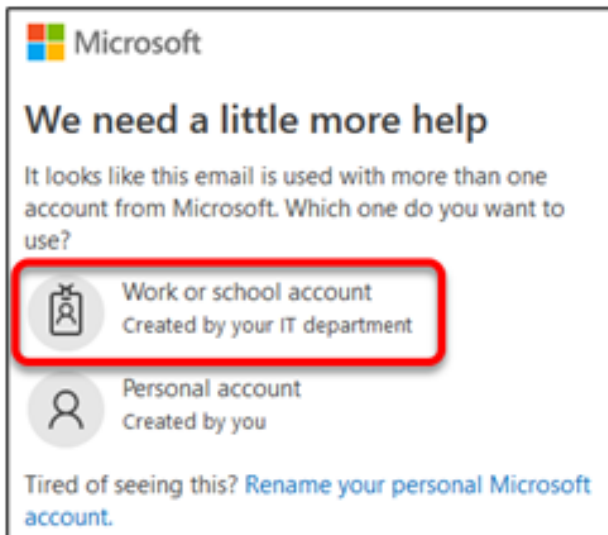 Microsoft
We need a little more help
It looks like this email is used with more than one
account from Microsoft. Which one do you want to
use?
Work or school account
Created by your IT department
Personal account
Created by you
Tired of seeing this? Rename your personal Microsoft
account.